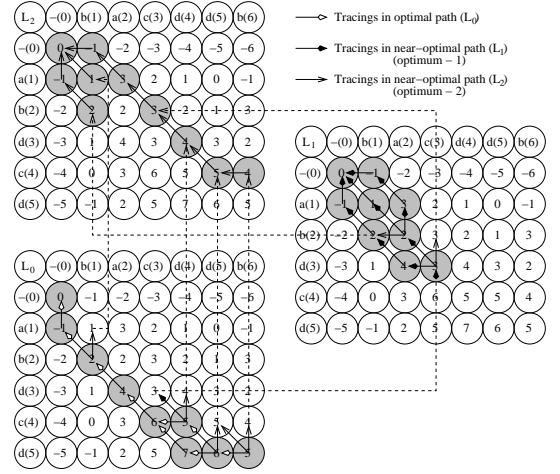 L₂ –(0) b(1) a(2) c(3) d(4) d(5) b(6)
–(0) 0 –1 –2 –3 –4 –5 –6
a(1) –1 1 3 2 1 0 –1
b(2) –2 2 2 3 2 1 3
d(3) –3 1 4 3 4 3 2
c(4) –4 0 3 6 5 5 4
d(5) –5 –1 2 5 7 6 5
Tracings in optimal path (L₀)
Tracings in near-optimal path (L₁)
(optimum – 1)
Tracings in near-optimal path (L₂)
(optimum – 2)
L₁ –(0) b(1) a(2) c(3) d(4) d(5) b(6)
–(0) 0 –1 –2 –3 –4 –5 –6
a(1) –1 1 3 2 1 0 –1
b(2) –2 2 2 3 2 1 3
d(3) –3 1 4 3 4 3 2
c(4) –4 0 3 6 5 5 4
d(5) –5 –1 2 5 7 6 5
L₀ –(0) b(1) a(2) c(3) d(4) d(5) b(6)
–(0) 0 –1 –2 –3 –4 –5 –6
a(1) –1 1 3 2 1 0 –1
b(2) –2 2 2 3 2 1 3
d(3) –3 1 4 3 4 3 2
c(4) –4 0 3 6 5 5 4
d(5) –5 –1 2 5 7 6 5